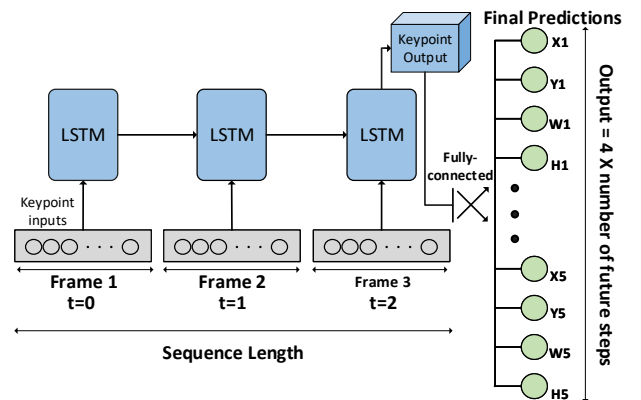 Final Predictions
Keypoint
Output
LSTM
LSTM
LSTM
Fully-
connected
Keypoint
inputs
Frame 1
t=0
Frame 2
t=1
Frame 3
t=2
Sequence Length
X1
Y1
W1
H1
X5
Y5
W5
H5
Output = 4 X number of future steps